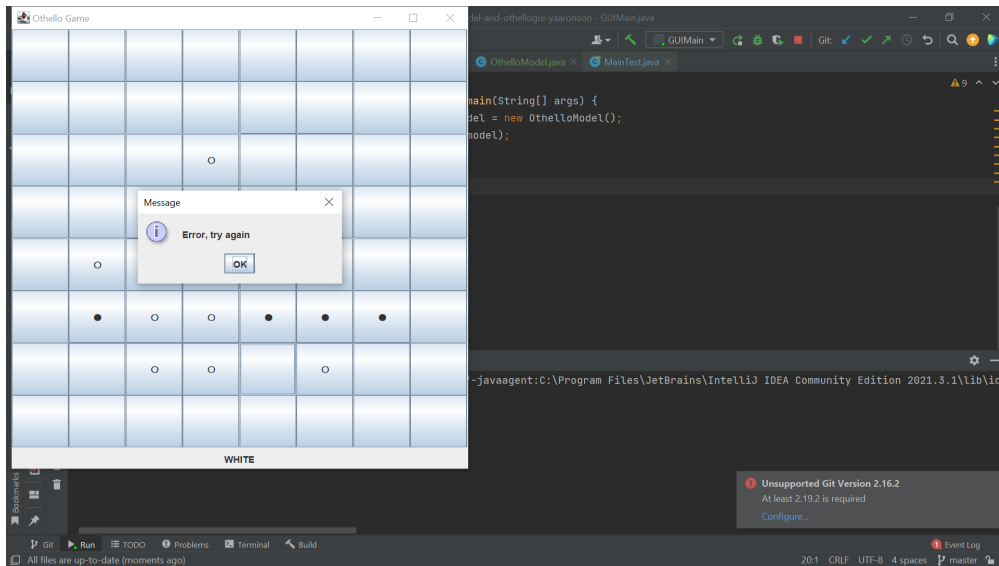 Othello Game
del-and-othellogui-yaaronson - GUIMain.java
GUIMain
Git:
OthelloModel.java
MainTest.java
main(String[] args) {
9
del = new OthelloModel();
model);
O
Message
Error, try again
OK
O
● O O ● ● ●
O O O
-javaagent:C:\Program Files\JetBrains\IntelliJ IDEA Community Edition 2021.3.1\lib\id
WHITE
Bookmarks
Unsupported Git Version 2.16.2
At least 2.19.2 is required
Configure...
Git Run TODO Problems Terminal Build
1 Event Log
All files are up-to-date (moments ago)
20:1 CRLF UTF-8 4 spaces master